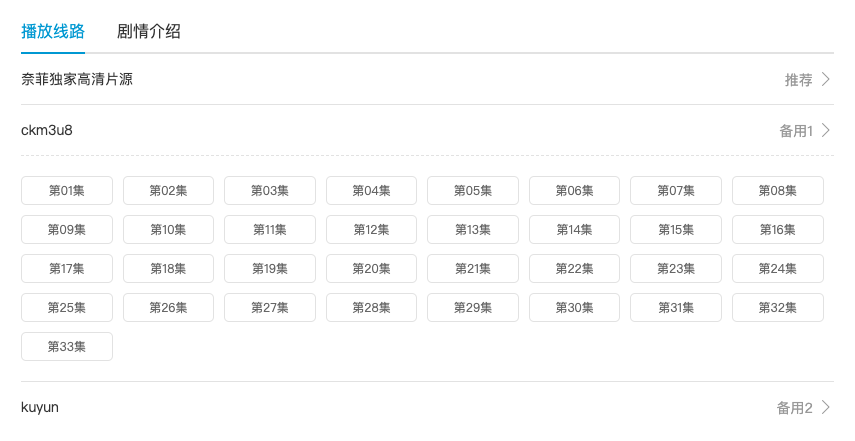 播放线路 剧情介绍
奈菲独家高清片源 推荐
ckm3u8 备用1
第01集 第02集 第03集 第04集 第05集 第06集 第07集 第08集
第09集 第10集 第11集 第12集 第13集 第14集 第15集 第16集
第17集 第18集 第19集 第20集 第21集 第22集 第23集 第24集
第25集 第26集 第27集 第28集 第29集 第30集 第31集 第32集
第33集
kuyun 备用2